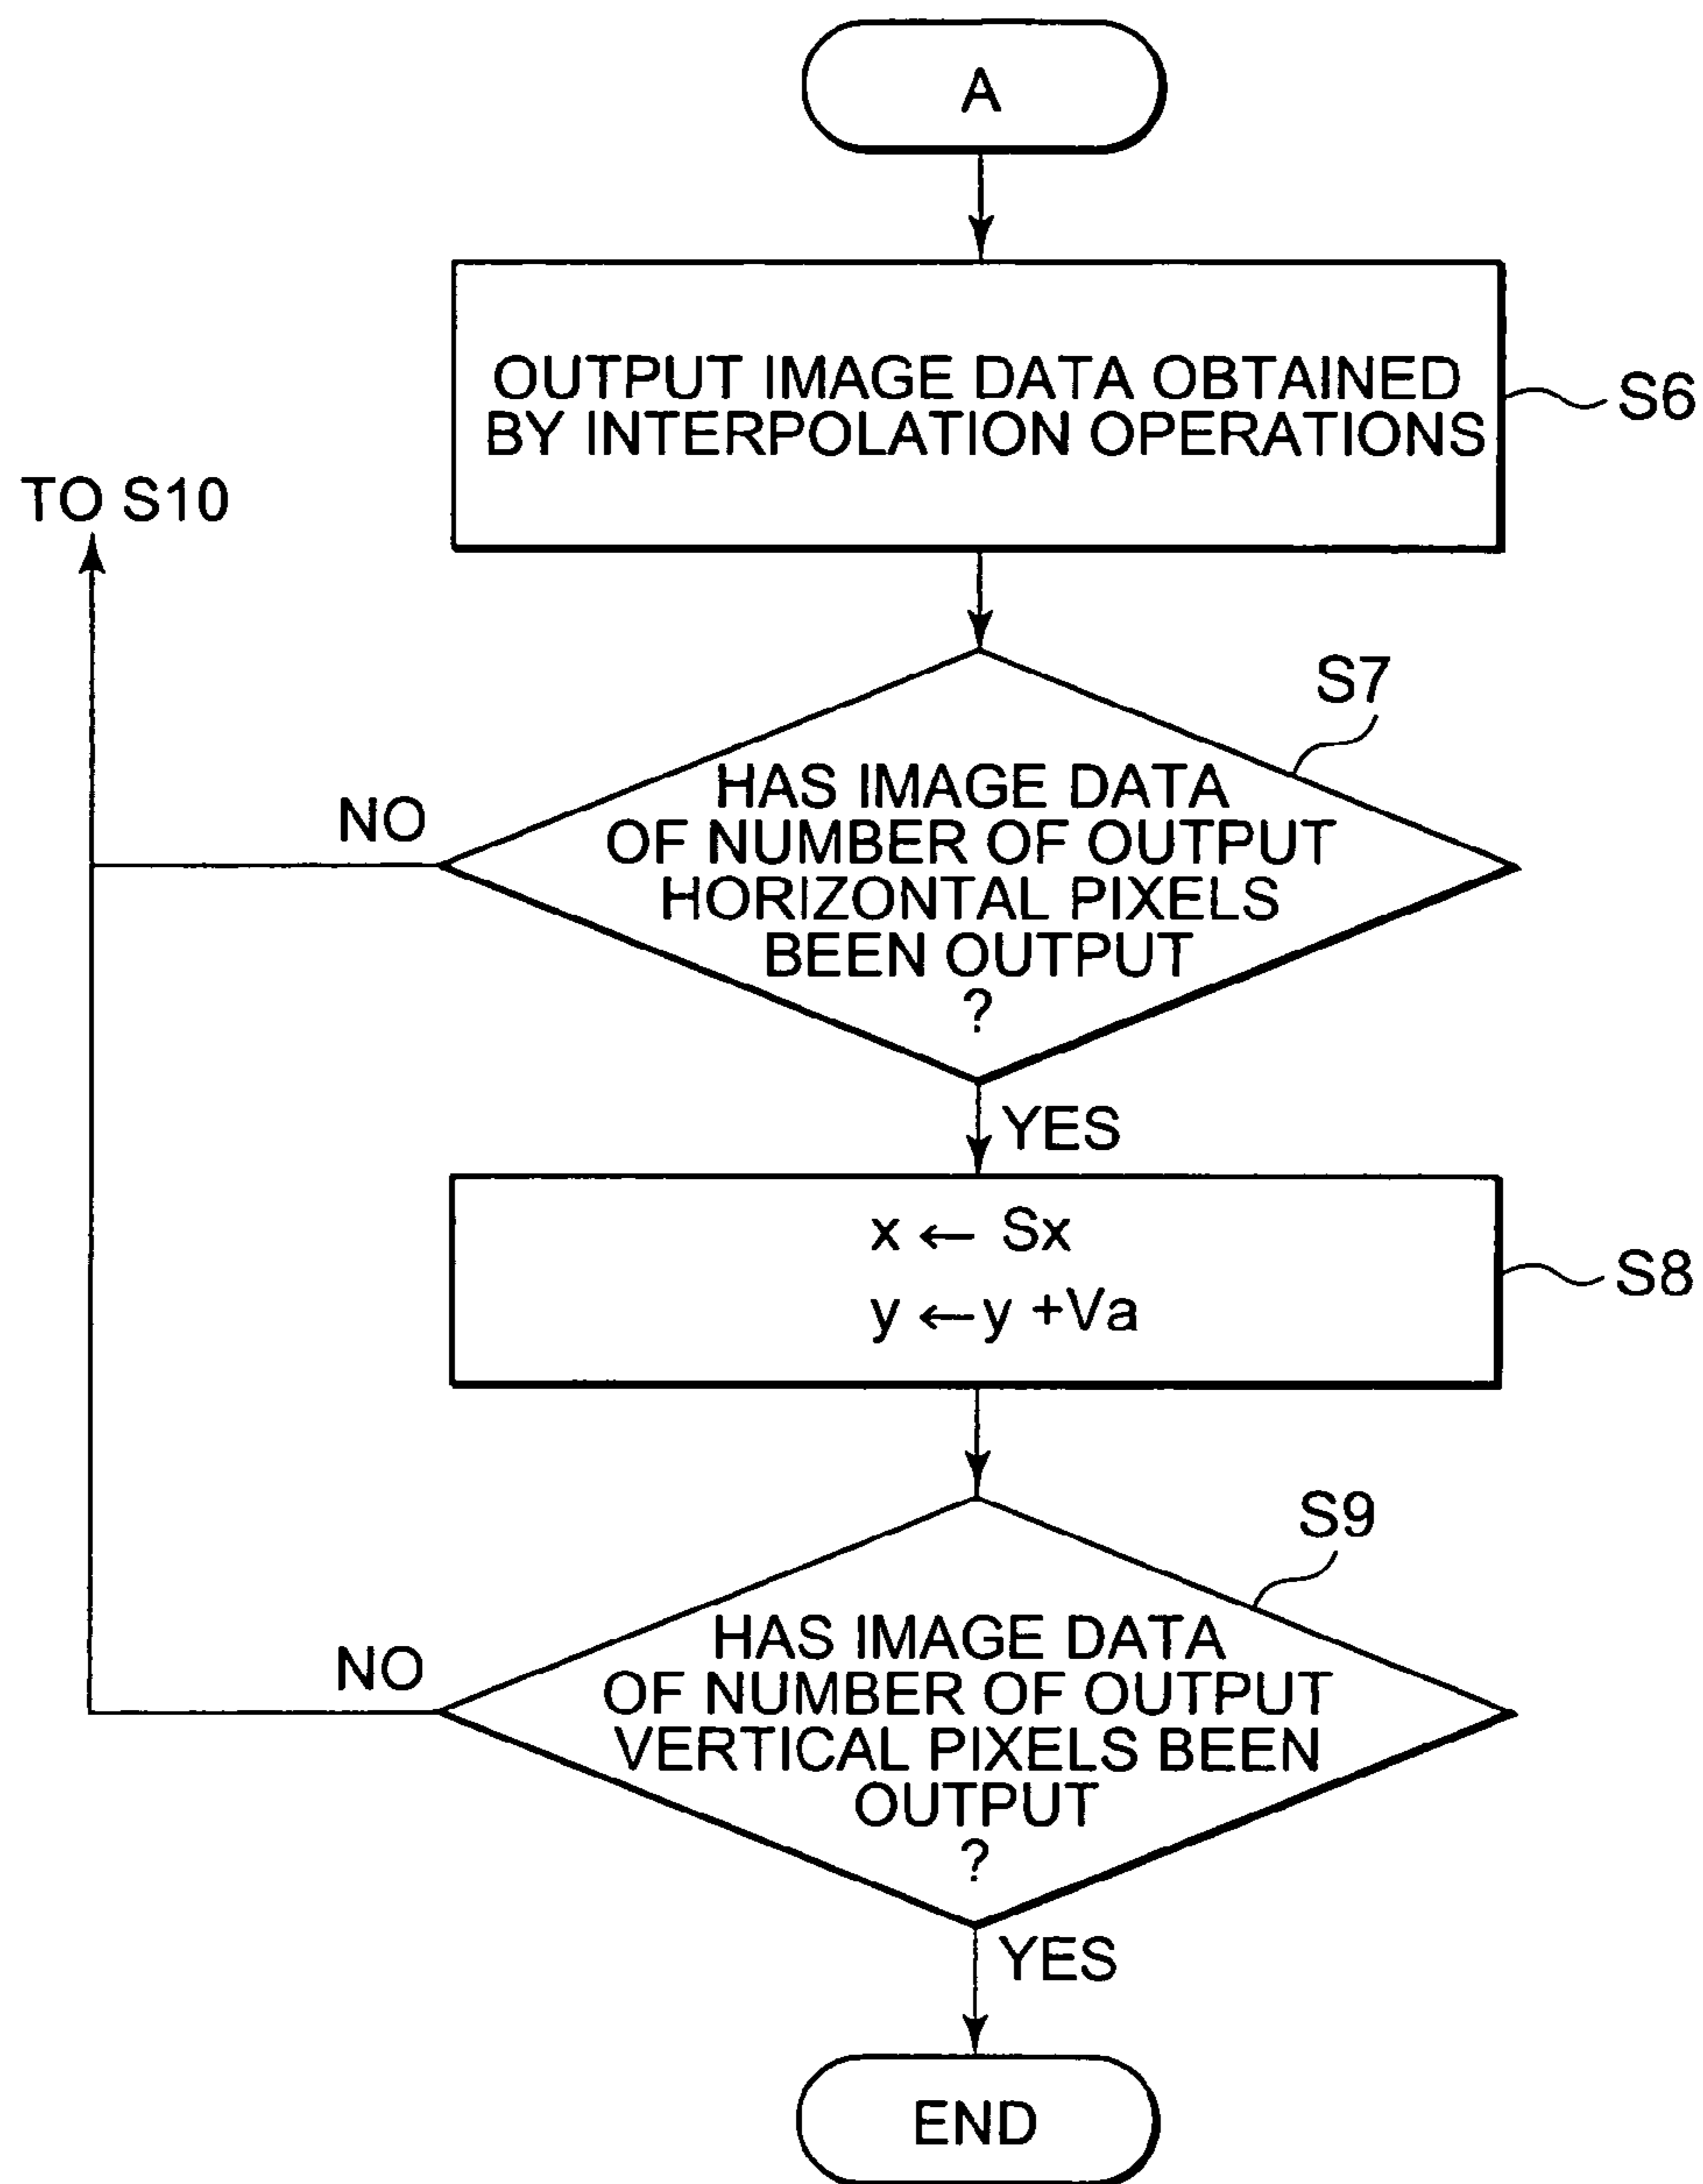 A
OUTPUT IMAGE DATA OBTAINED
BY INTERPOLATION OPERATIONS
S6
TO S10
S7
HAS IMAGE DATA
OF NUMBER OF OUTPUT
HORIZONTAL PIXELS
BEEN OUTPUT
?
NO
YES
x ← Sx
y ← y +Va
S8
S9
HAS IMAGE DATA
OF NUMBER OF OUTPUT
VERTICAL PIXELS BEEN
OUTPUT
?
NO
YES
END